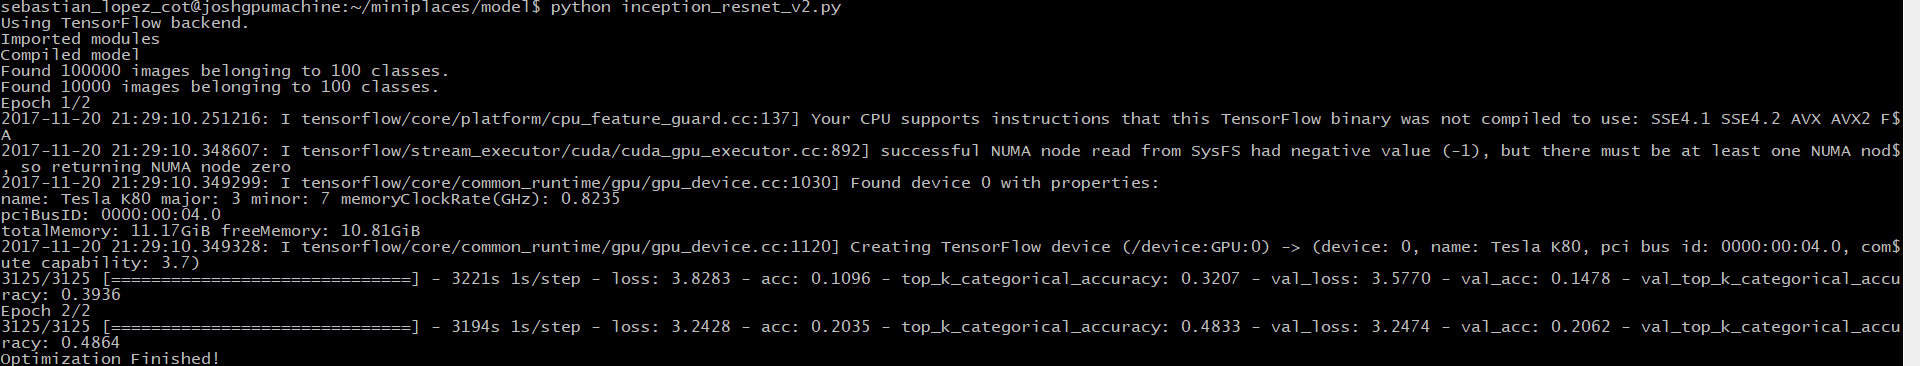 sebastian_lopez_cot@joshgpumachine:~/miniplaces/model$ python inception_resnet_v2.py
Using TensorFlow backend.
Imported modules
Compiled model
Found 100000 images belonging to 100 classes.
Found 10000 images belonging to 100 classes.
Epoch 1/2
2017-11-20 21:29:10.251216: I tensorflow/core/platform/cpu_feature_guard.cc:137] Your CPU supports instructions that this TensorFlow binary was not compiled to use: SSE4.1 SSE4.2 AVX AVX2 F$
A
2017-11-20 21:29:10.348607: I tensorflow/stream_executor/cuda/cuda_gpu_executor.cc:892] successful NUMA node read from SysFS had negative value (-1), but there must be at least one NUMA nod$
, so returning NUMA node zero
2017-11-20 21:29:10.349299: I tensorflow/core/common_runtime/gpu/gpu_device.cc:1030] Found device 0 with properties:
name: Tesla K80 major: 3 minor: 7 memoryClockRate(GHz): 0.8235
pciBusID: 0000:00:04.0
totalMemory: 11.17GiB freeMemory: 10.81GiB
2017-11-20 21:29:10.349328: I tensorflow/core/common_runtime/gpu/gpu_device.cc:1120] Creating TensorFlow device (/device:GPU:0) -> (device: 0, name: Tesla K80, pci bus id: 0000:00:04.0, com$
ute capability: 3.7)
3125/3125 [==============================] - 3221s 1s/step - loss: 3.8283 - acc: 0.1096 - top_k_categorical_accuracy: 0.3207 - val_loss: 3.5770 - val_acc: 0.1478 - val_top_k_categorical_accu
racy: 0.3936
Epoch 2/2
3125/3125 [==============================] - 3194s 1s/step - loss: 3.2428 - acc: 0.2035 - top_k_categorical_accuracy: 0.4833 - val_loss: 3.2474 - val_acc: 0.2062 - val_top_k_categorical_accu
racy: 0.4864
Optimization Finished!